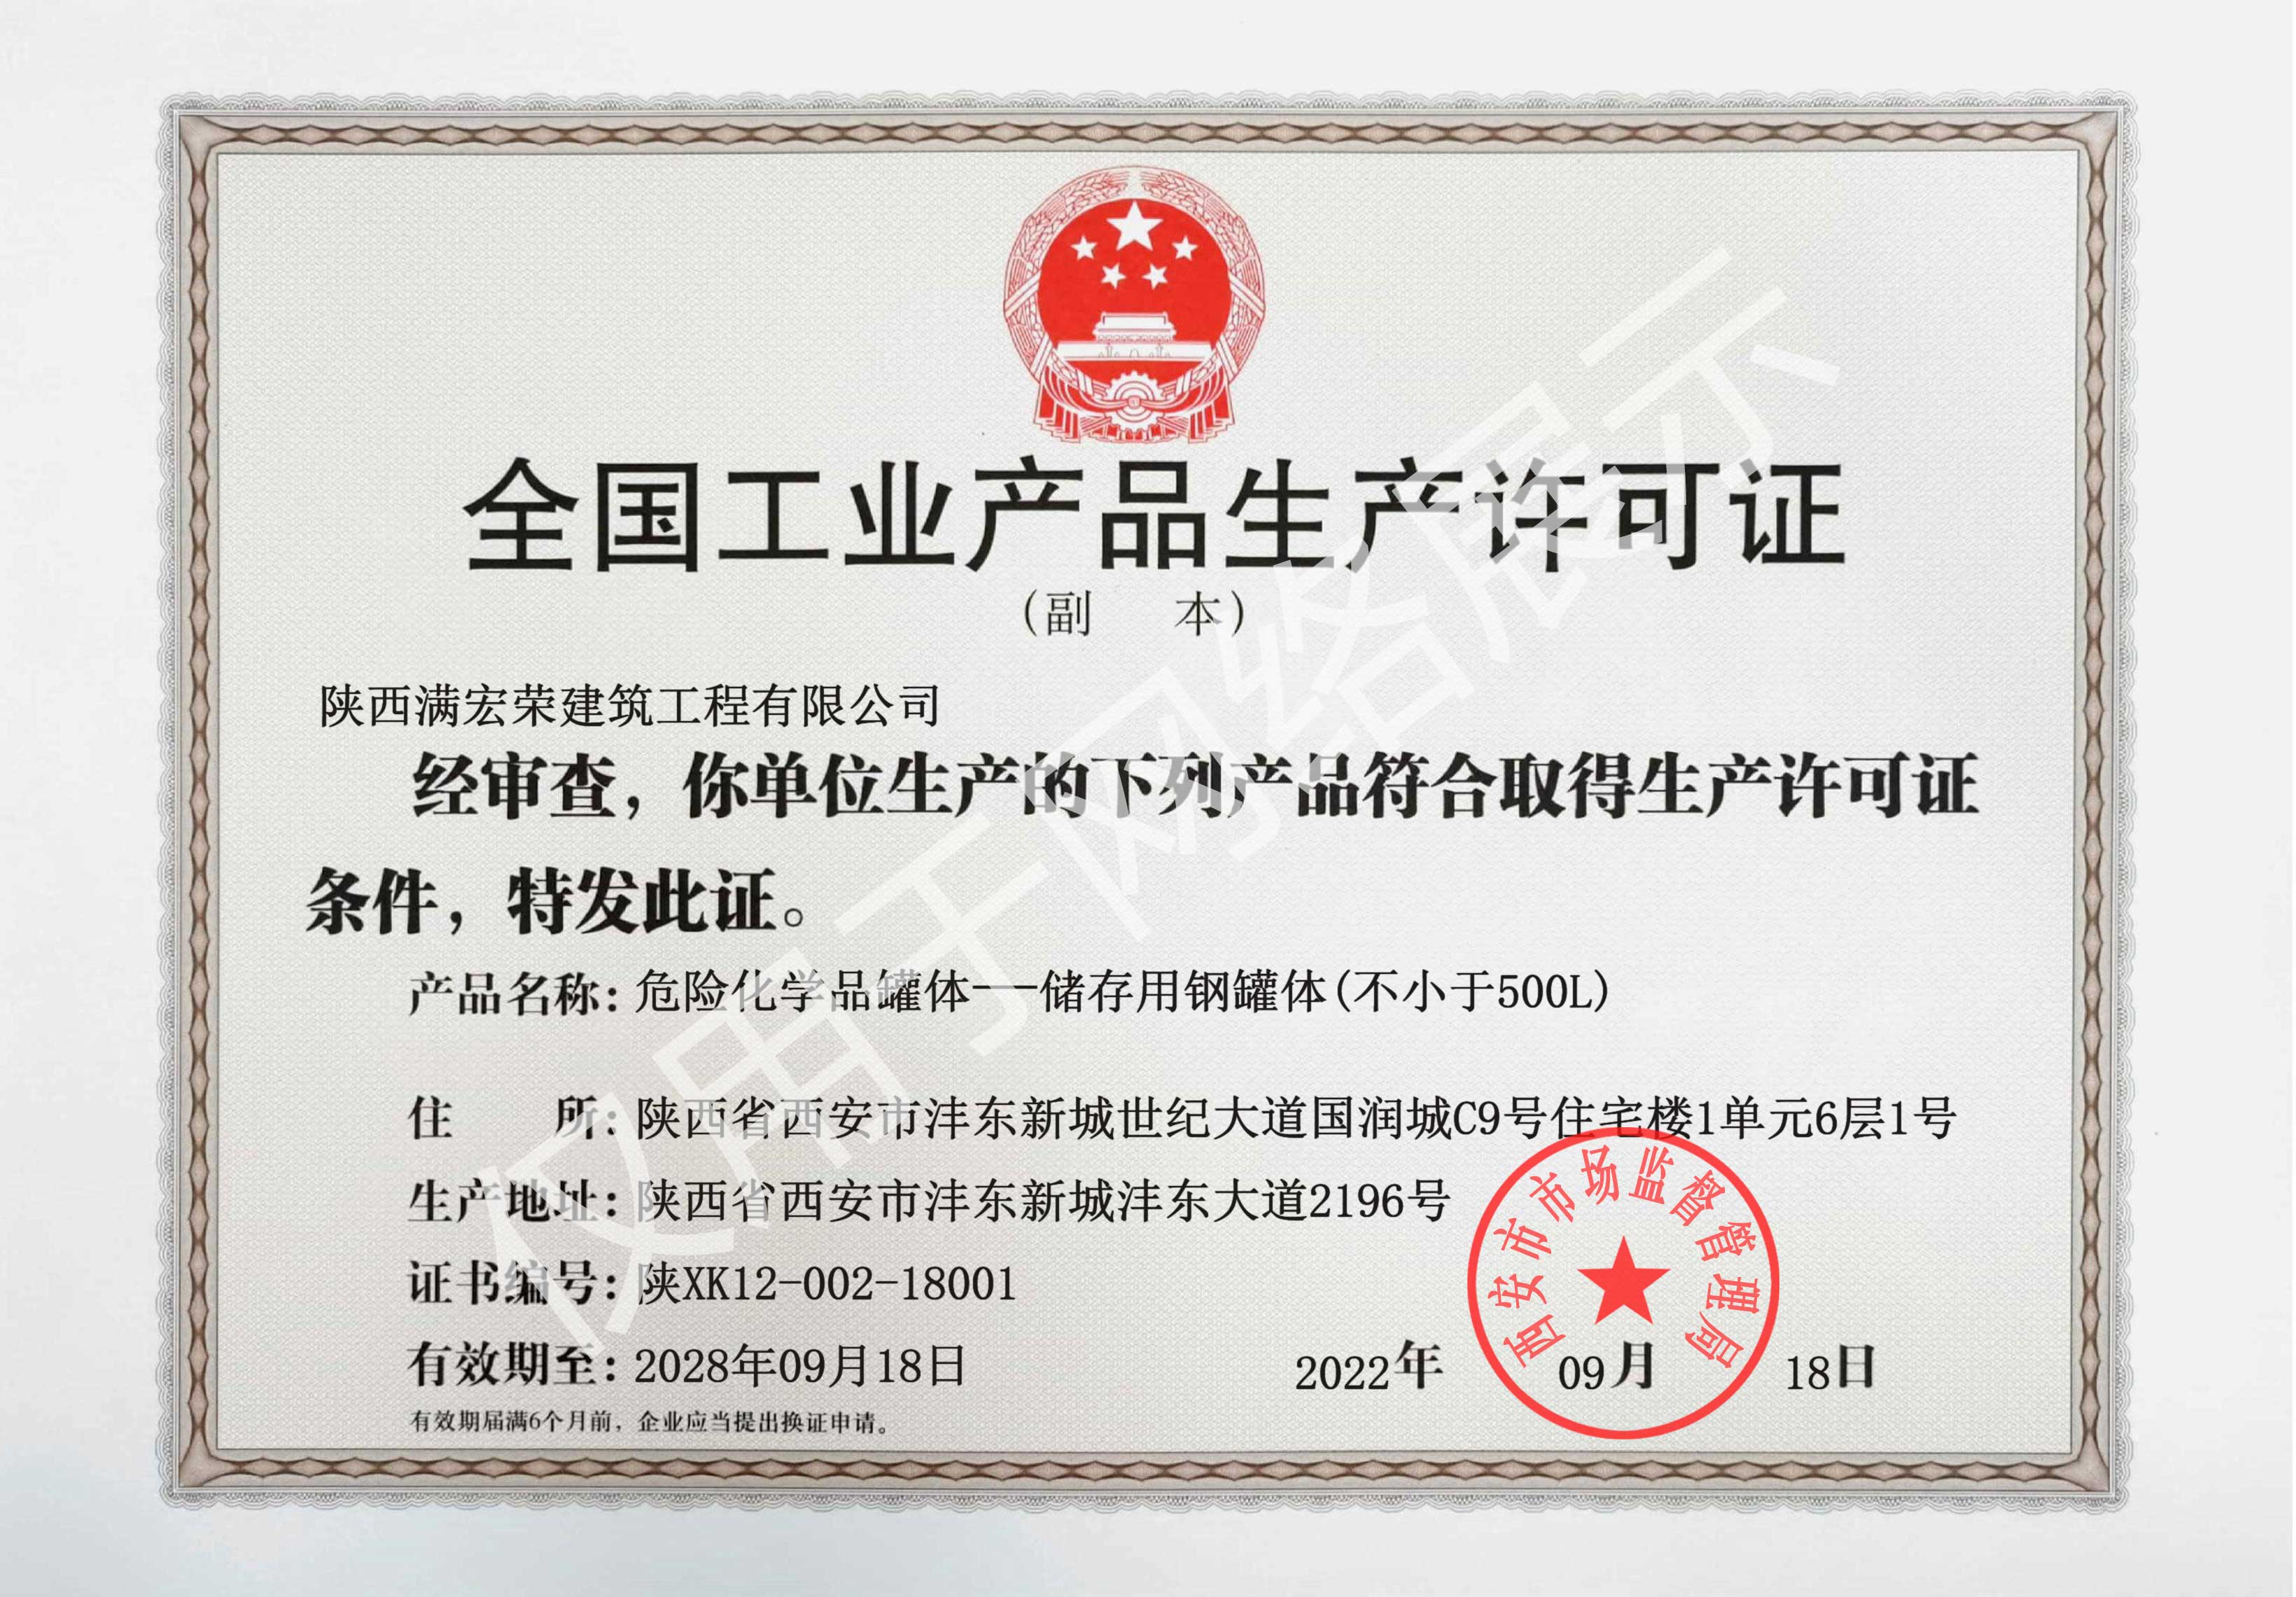 全国工业产品生产许可证
(副 本)
陕西满宏荣建筑工程有限公司
经审查，你单位生产的下列产品符合取得生产许可证
条件，特发此证。
产品名称：危险化学品罐体——储存用钢罐体(不小于500L)
住 所：陕西省西安市沣东新城世纪大道国润城C9号住宅楼1单元6层1号
生产地址：陕西省西安市沣东新城沣东大道2196号
证书编号：陕XK12-002-18001
有效期至：2028年09月18日
2022年 09月 18日
有效期届满6个月前，企业应当提出换证申请。
西安市市场监督管理局
仅用于网络展示